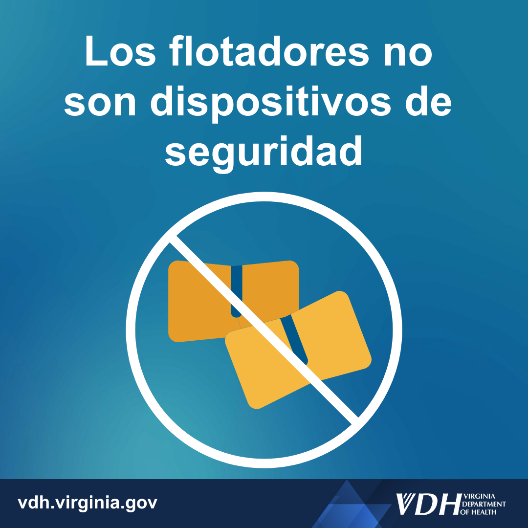 Los flotadores no
son dispositivos de
seguridad
vdh.virginia.gov
VDH
VIRGINIA
DEPARTMENT
OF HEALTH